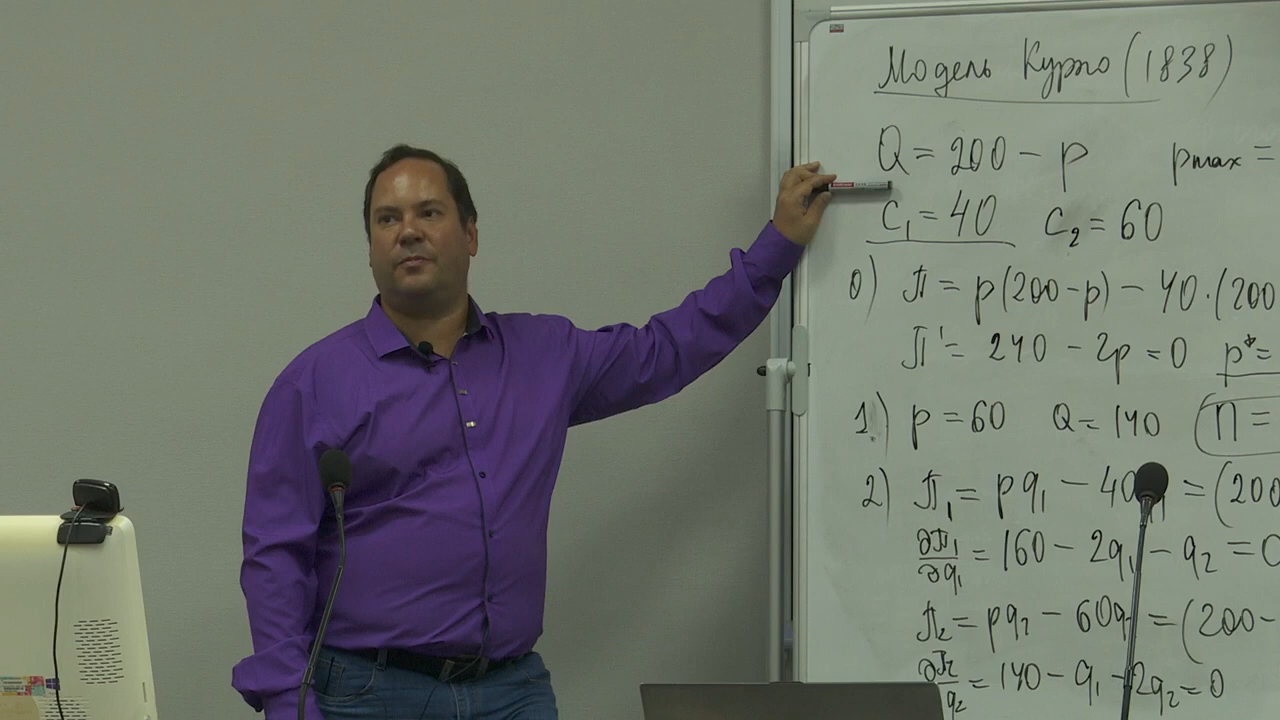 Модель Курно (1838)
Q = 200 - p pmax =
c₁ = 40 c₂ = 60
0) π = p(200-p) - 40·(200
π' = 240 - 2p = 0 p* =
1) p = 60 Q = 140 π =
2) π₁ = pq₁ - 40q₁ = (200
∂π₁/∂q₁ = 160 - 2q₁ - q₂ = 0
π₂ = pq₂ - 60q₂ = (200-
∂π₂/q₂ = 140 - q₁ - 2q₂ = 0